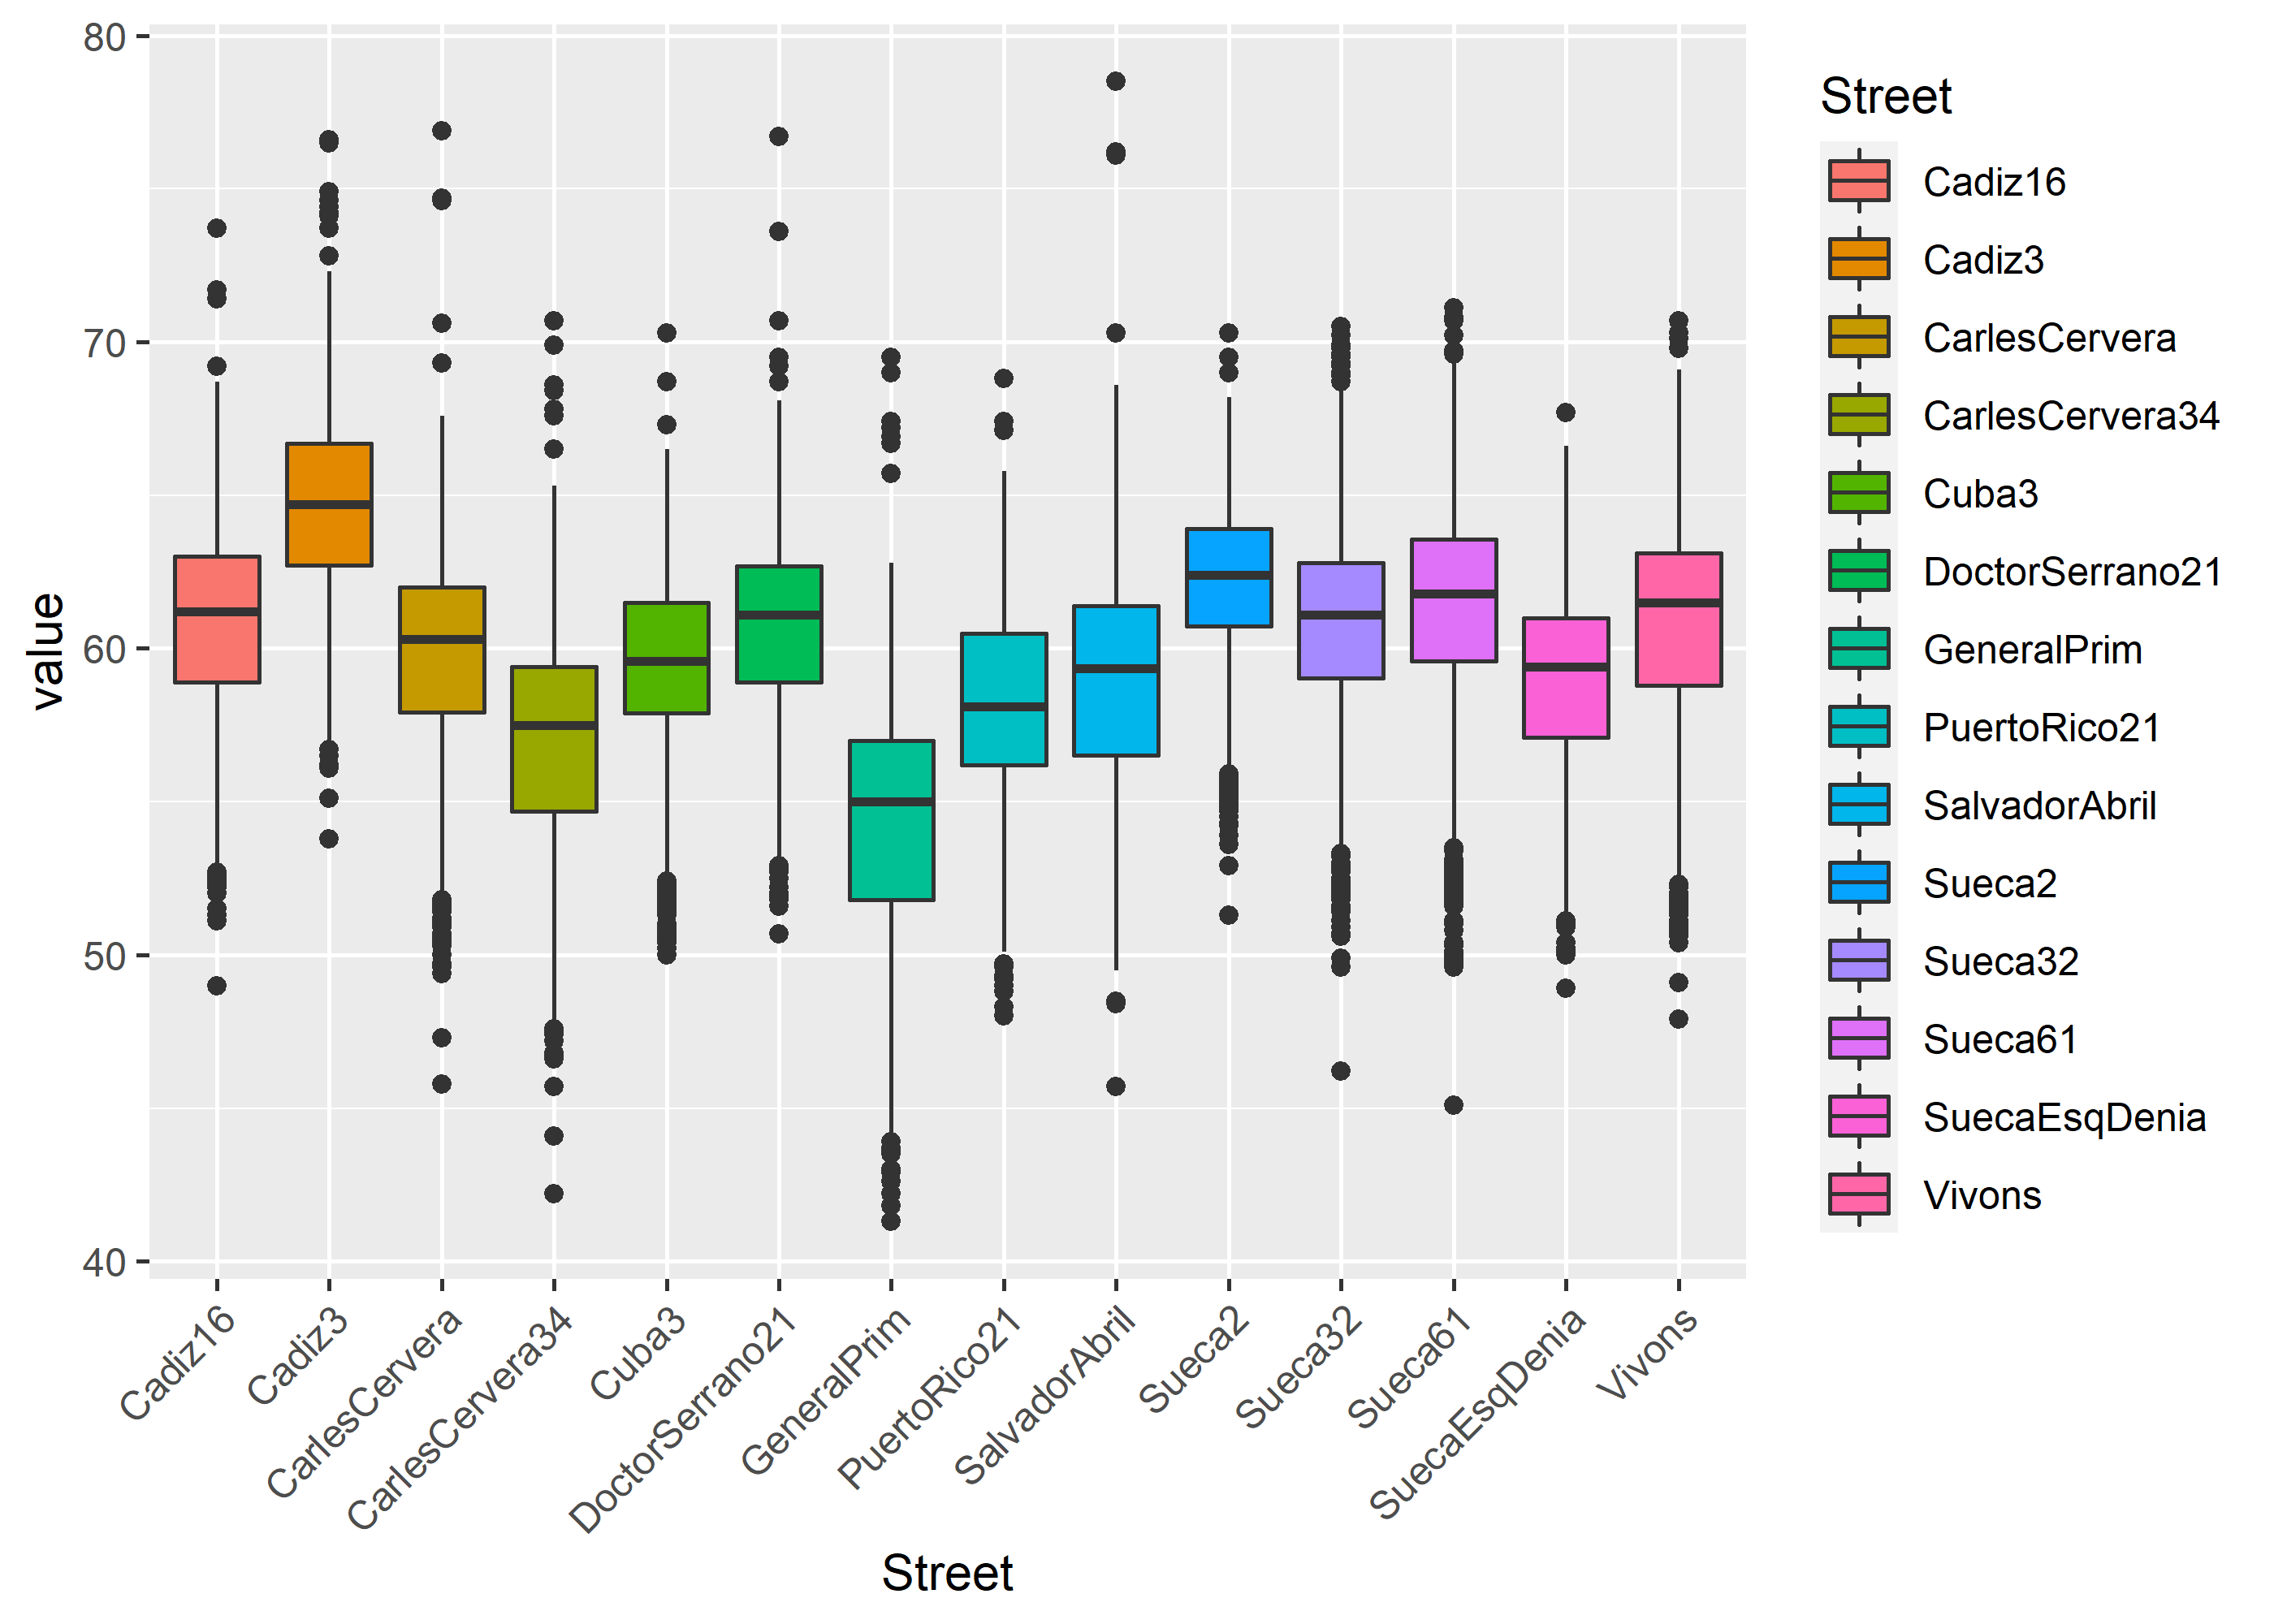 80
70
60
50
40
value
Cadiz16
Cadiz3
CarlesCervera
CarlesCervera34
Cuba3
DoctorSerrano21
GeneralPrim
PuertoRico21
SalvadorAbril
Sueca2
Sueca32
Sueca61
SuecaEsqDenia
Vivons
Street
Street
Cadiz16
Cadiz3
CarlesCervera
CarlesCervera34
Cuba3
DoctorSerrano21
GeneralPrim
PuertoRico21
SalvadorAbril
Sueca2
Sueca32
Sueca61
SuecaEsqDenia
Vivons